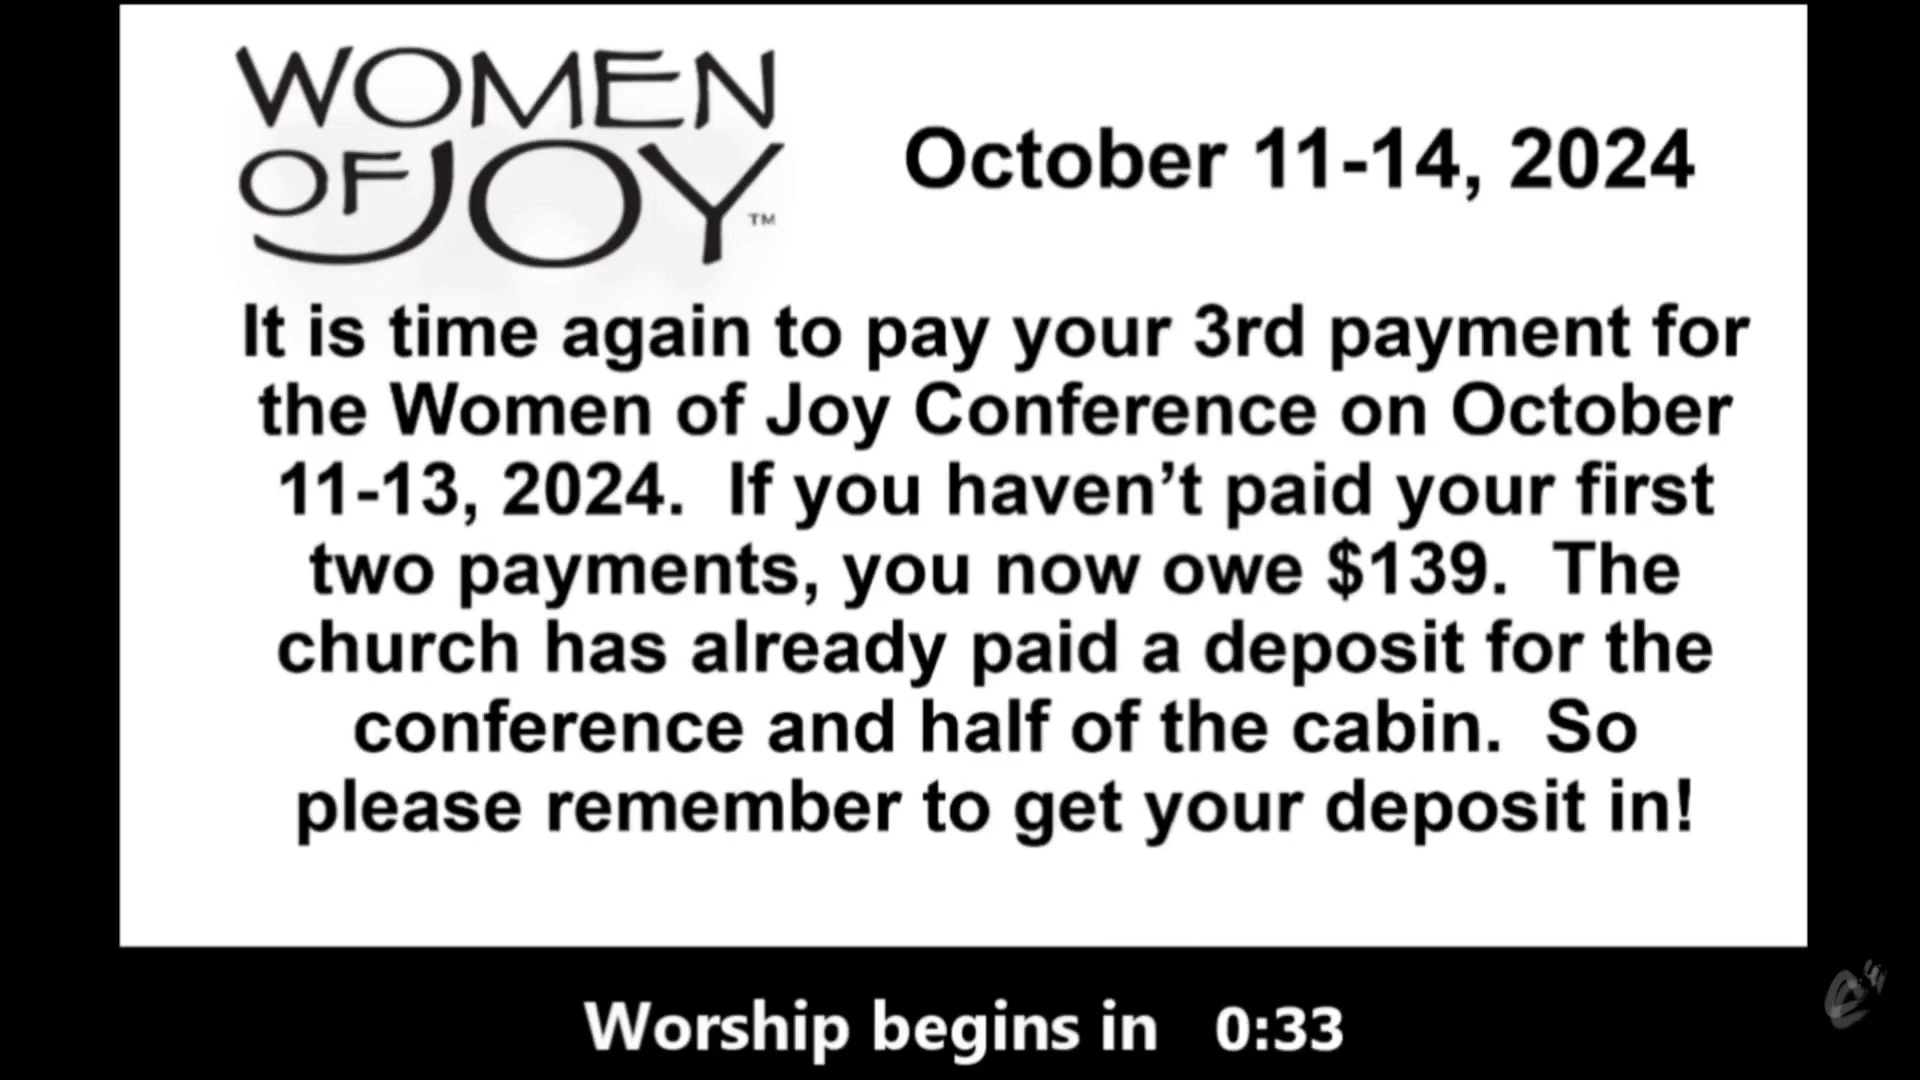 WOMEN
OF JOY™
October 11-14, 2024
It is time again to pay your 3rd payment for
the Women of Joy Conference on October
11-13, 2024.  If you haven’t paid your first
two payments, you now owe $139.  The
church has already paid a deposit for the
conference and half of the cabin.  So
please remember to get your deposit in!
Worship begins in   0:33